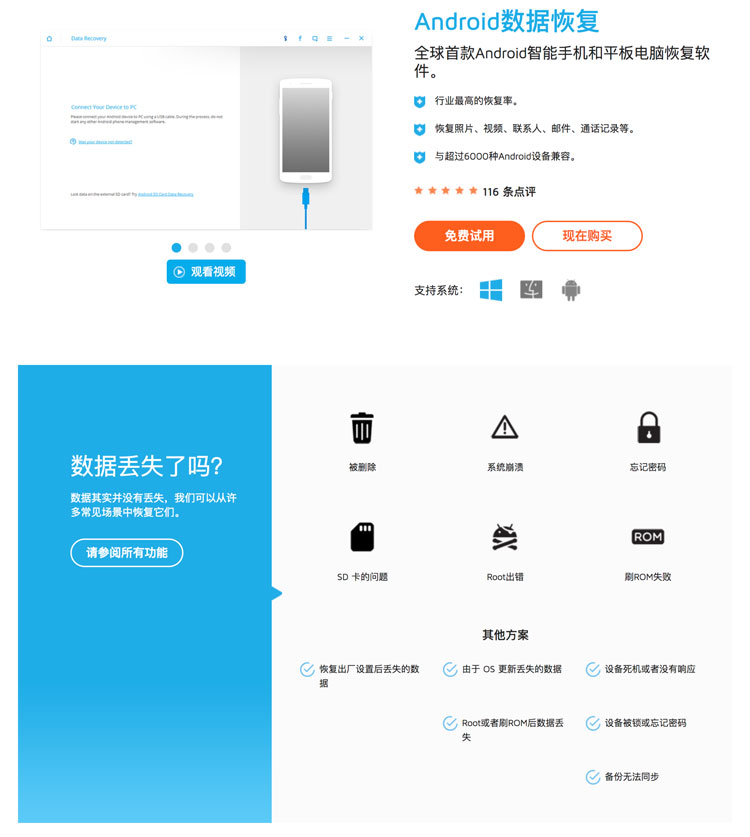 Data Recovery
Connect Your Device to PC
Please connect your Android device to PC using a USB cable. During the process, do not
start any other Android phone management software.
Lost data on the external SD card? Try Android SD Card Data Recovery
观看视频
Android数据恢复
全球首款Android智能手机和平板电脑恢复软
件。
行业最高的恢复率。
恢复照片、视频、联系人、邮件、通话记录等。
与超过6000种Android设备兼容。
116 条点评
免费试用
现在购买
支持系统：
数据丢失了吗？
数据其实并没有丢失，我们可以从许
多常见场景中恢复它们。
请参阅所有功能
被删除
系统崩溃
忘记密码
SD 卡的问题
Root出错
ROM
刷ROM失败
其他方案
恢复出厂设置后丢失的数
据
由于 OS 更新丢失的数据
设备死机或者没有响应
Root或者刷ROM后数据丢
失
设备被锁或忘记密码
备份无法同步